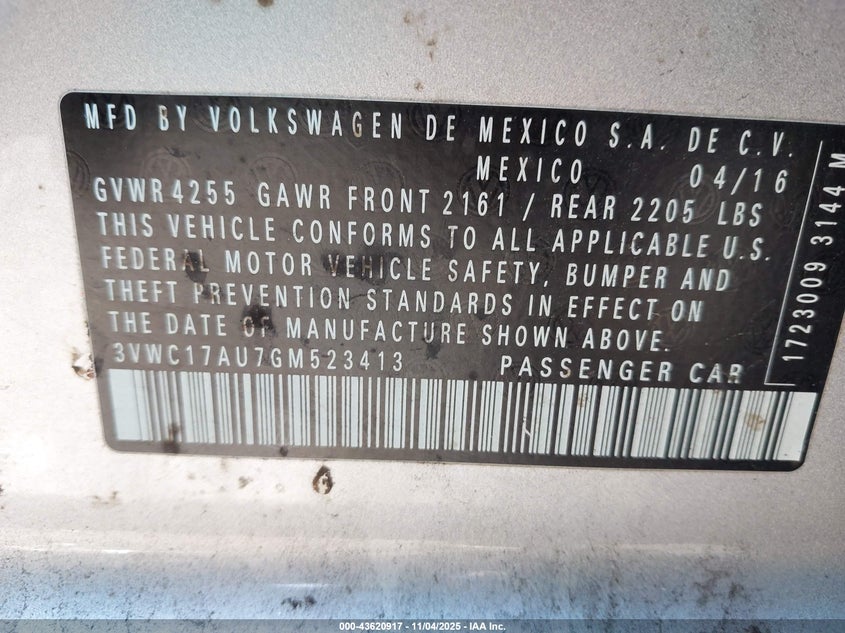 MFD BY VOLKSWAGEN DE MEXICO S.A. DE C.V.
MEXICO 04/16
GVWR 4255 GAWR FRONT 2161 / REAR 2205 LBS
THIS VEHICLE CONFORMS TO ALL APPLICABLE U.S.
FEDERAL MOTOR VEHICLE SAFETY, BUMPER AND
THEFT PREVENTION STANDARDS IN EFFECT ON
THE DATE OF MANUFACTURE SHOWN ABOVE.
3VWC17AU7GM523413 PASSENGER CAR
1723009 3144 M
000-43620917 - 11/04/2025 - IAA Inc.